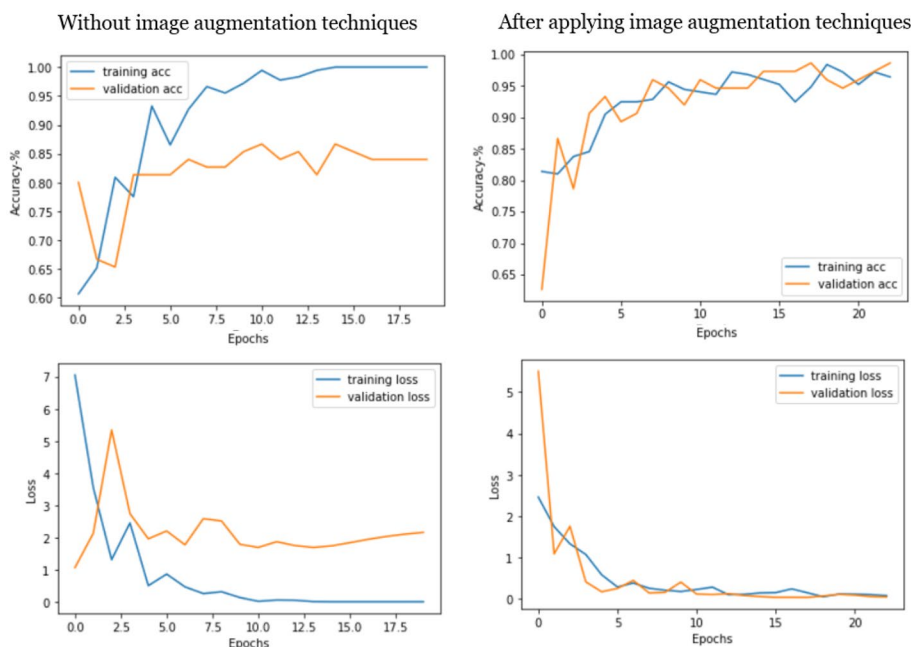 Without image augmentation techniques
After applying image augmentation techniques
1.00
0.95
0.90
0.85
0.80
0.75
0.70
0.65
0.60
Accuracy-%
training acc
validation acc
0.0 2.5 5.0 7.5 10.0 12.5 15.0 17.5
Epochs
1.00
0.95
0.90
0.85
0.80
0.75
0.70
0.65
Accuracy-%
training acc
validation acc
0 5 10 15 20
Epochs
7
6
5
4
3
2
1
0
Loss
training loss
validation loss
0.0 2.5 5.0 7.5 10.0 12.5 15.0 17.5
Epochs
5
4
3
2
1
0
Loss
training loss
validation loss
0 5 10 15 20
Epochs